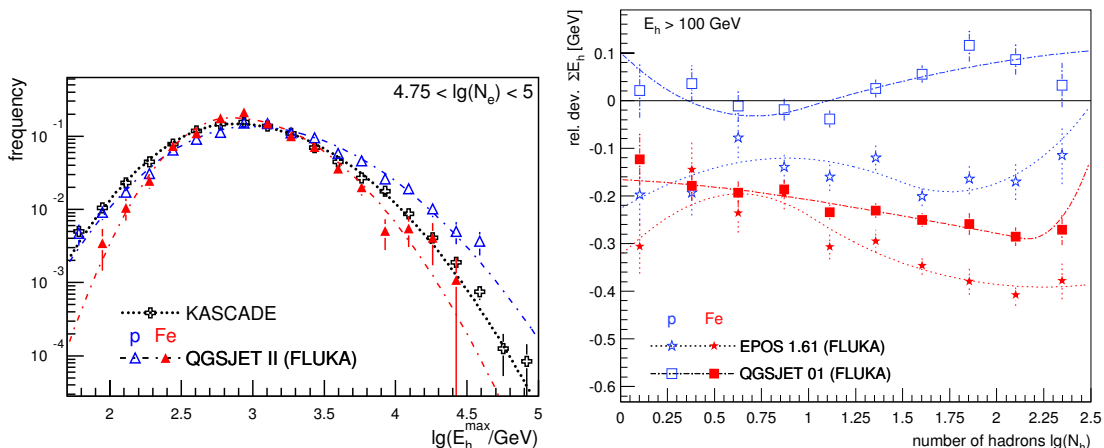 4.75 < lg(N_e) < 5
frequency
10^-1
10^-2
10^-3
10^-4
KASCADE
p Fe
QGSJET II (FLUKA)
2 2.5 3 3.5 4 4.5 5
lg(E_h^max/GeV)
E_h > 100 GeV
rel. dev. ΣE_h [GeV]
0.1
0
-0.1
-0.2
-0.3
-0.4
-0.5
-0.6
p Fe
EPOS 1.61 (FLUKA)
QGSJET 01 (FLUKA)
0 0.25 0.5 0.75 1 1.25 1.5 1.75 2 2.25 2.5
number of hadrons lg(N_h)